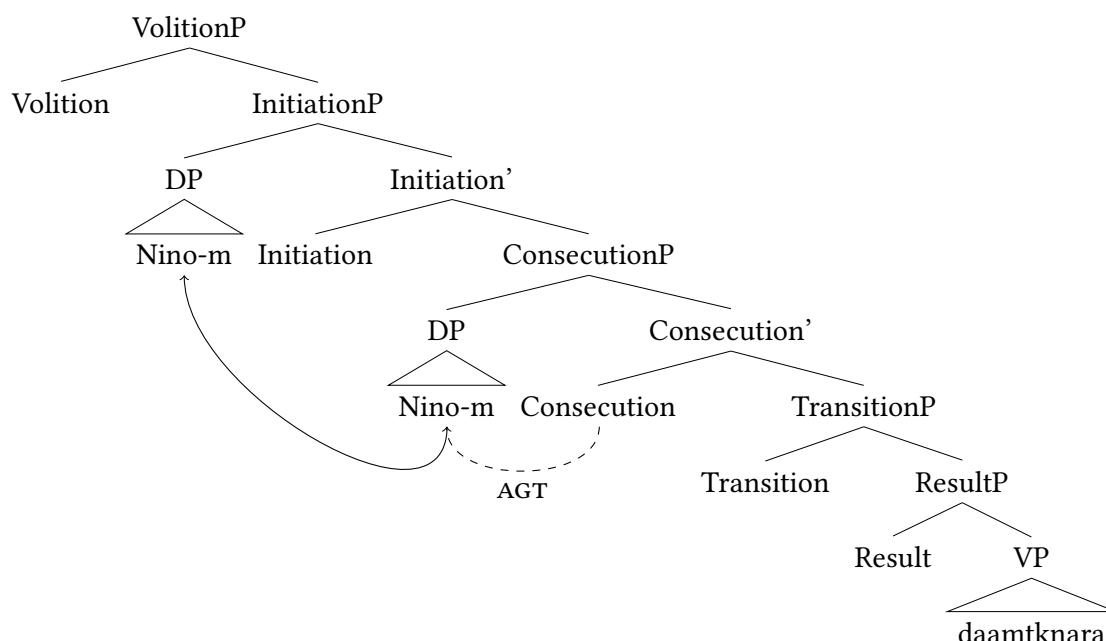 VolitionP
Volition InitiationP
DP Initiation’
Nino-m Initiation ConsecutionP
DP Consecution’
Nino-m Consecution TransitionP
AGT Transition ResultP
Result VP
daamtknara